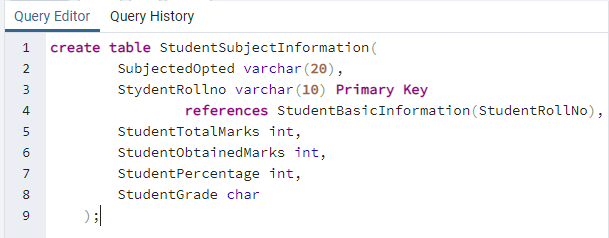 Query Editor Query History
1 create table StudentSubjectInformation(
2 SubjectedOpted varchar(20),
3 StydentRollno varchar(10) Primary Key
4 references StudentBasicInformation(StudentRollNo),
5 StudentTotalMarks int,
6 StudentObtainedMarks int,
7 StudentPercentage int,
8 StudentGrade char
9 );